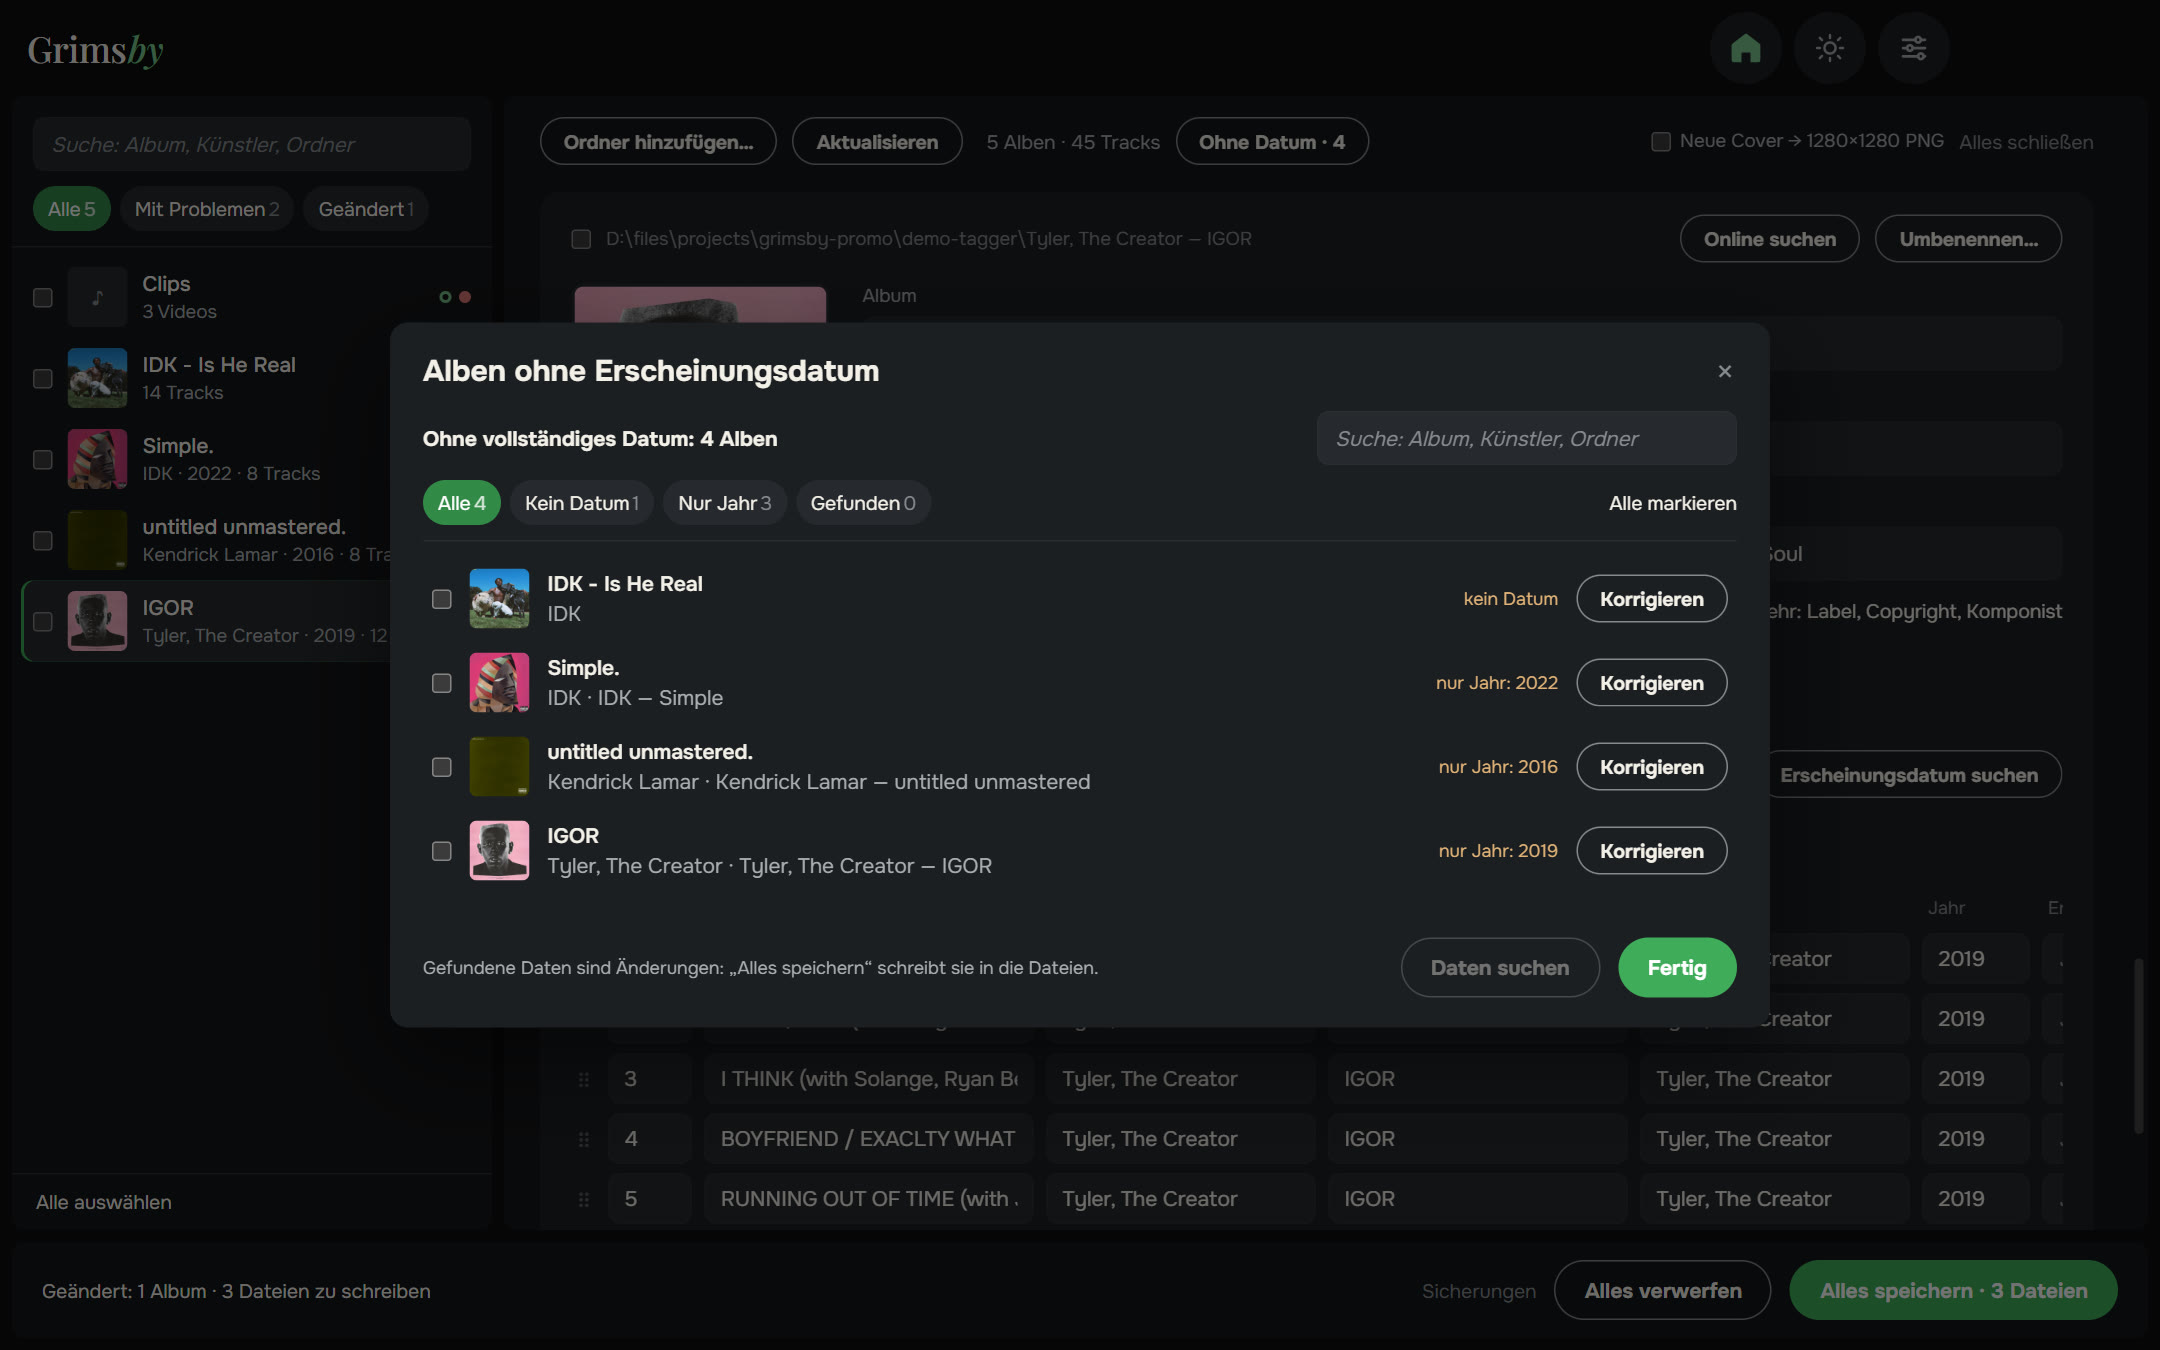 Grimsby
Suche: Album, Künstler, Ordner
Alle 5
Mit Problemen 2
Geändert 1
Clips
3 Videos
IDK - Is He Real
14 Tracks
Simple.
IDK · 2022 · 8 Tracks
untitled unmastered.
Kendrick Lamar · 2016 · 8 Tra
IGOR
Tyler, The Creator · 2019 · 12
Alle auswählen
Ordner hinzufügen...
Aktualisieren
5 Alben · 45 Tracks
Ohne Datum · 4
Neue Cover → 1280×1280 PNG
Alles schließen
D:\files\projects\grimsby-promo\demo-tagger\Tyler, The Creator — IGOR
Online suchen
Umbenennen...
Album
Alben ohne Erscheinungsdatum
×
Ohne vollständiges Datum: 4 Alben
Suche: Album, Künstler, Ordner
Alle 4
Kein Datum 1
Nur Jahr 3
Gefunden 0
Alle markieren
IDK - Is He Real
IDK
kein Datum
Korrigieren
Simple.
IDK · IDK — Simple
nur Jahr: 2022
Korrigieren
untitled unmastered.
Kendrick Lamar · Kendrick Lamar — untitled unmastered
nur Jahr: 2016
Korrigieren
IGOR
Tyler, The Creator · Tyler, The Creator — IGOR
nur Jahr: 2019
Korrigieren
Gefundene Daten sind Änderungen: „Alles speichern“ schreibt sie in die Dateien.
Daten suchen
Fertig
Soul
ehr: Label, Copyright, Komponist
Erscheinungsdatum suchen
Jahr
Er
reator
2019
Creator
2019
3
I THINK (with Solange, Ryan Be
Tyler, The Creator
IGOR
Tyler, The Creator
2019
4
BOYFRIEND / EXACLTY WHAT
Tyler, The Creator
IGOR
Tyler, The Creator
2019
5
RUNNING OUT OF TIME (with
Tyler, The Creator
IGOR
Tyler, The Creator
2019
Geändert: 1 Album · 3 Dateien zu schreiben
Sicherungen
Alles verwerfen
Alles speichern · 3 Dateien